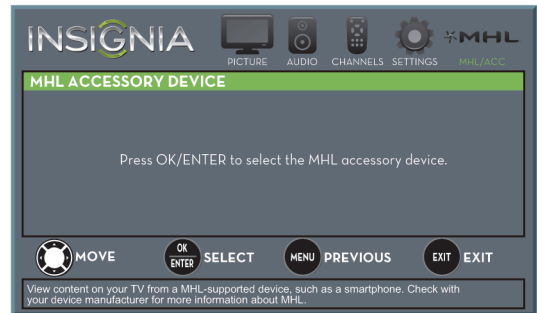 INSIGNIA
MHL
PICTURE AUDIO CHANNELS SETTINGS MHL/ACC
MHL ACCESSORY DEVICE
Press OK/ENTER to select the MHL accessory device.
OK
ENTER
MOVE SELECT MENU PREVIOUS EXIT EXIT
View content on your TV from a MHL-supported device, such as a smartphone. Check with
your device manufacturer for more information about MHL.